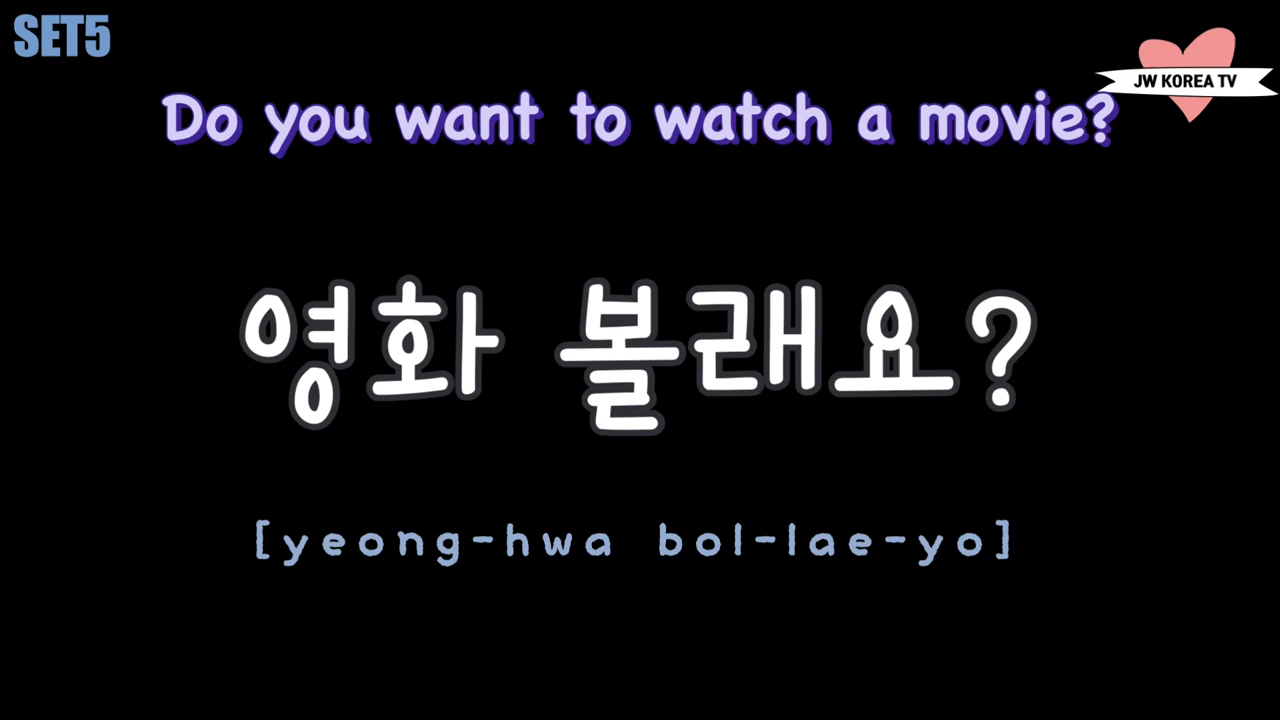 SET5
JW KOREA TV
Do you want to watch a movie?
영화 볼래요?
[yeong-hwa bol-lae-yo]